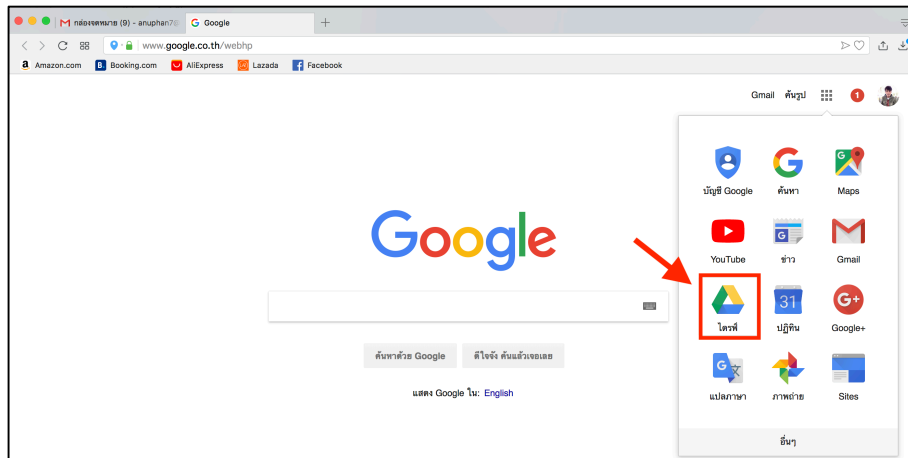 กล่องจดหมาย (9) - anuphan76
Google
www.google.co.th/webhp
Amazon.com
Booking.com
AliExpress
Lazada
Facebook
Gmail
ค้นรูป
1
บัญชี Google
ค้นหา
Maps
YouTube
ข่าว
Gmail
ไดรฟ์
31
ปฏิทิน
G+
Google+
แปลภาษา
ภาพถ่าย
Sites
อื่นๆ
Google
ค้นหาด้วย Google
ดีใจจัง ค้นแล้วเจอเลย
แสดง Google ใน: English